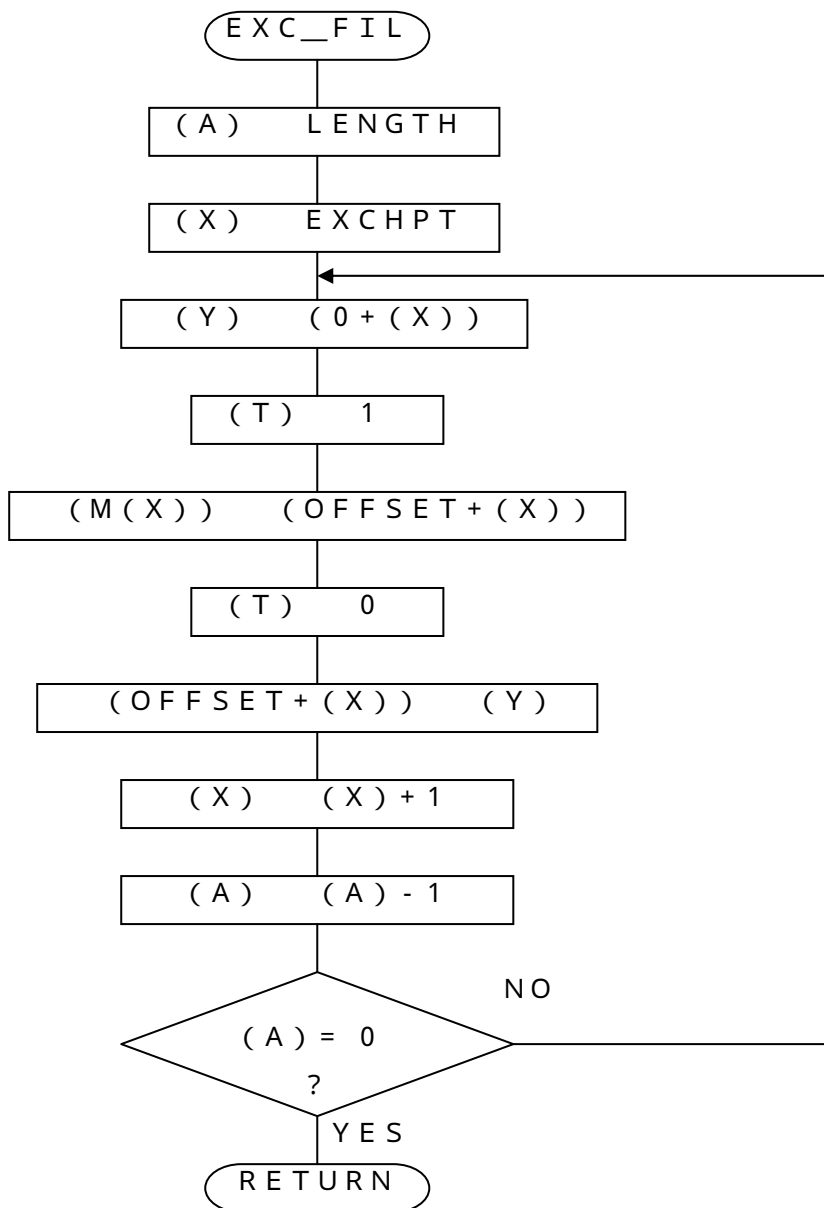 EXC_FIL
(A) LENGTH
(X) EXCHPT
(Y) (0+(X))
(T) 1
(M(X)) (OFFSET+(X))
(T) 0
(OFFSET+(X)) (Y)
(X) (X)+1
(A) (A)-1
NO
(A)= 0
?
YES
RETURN